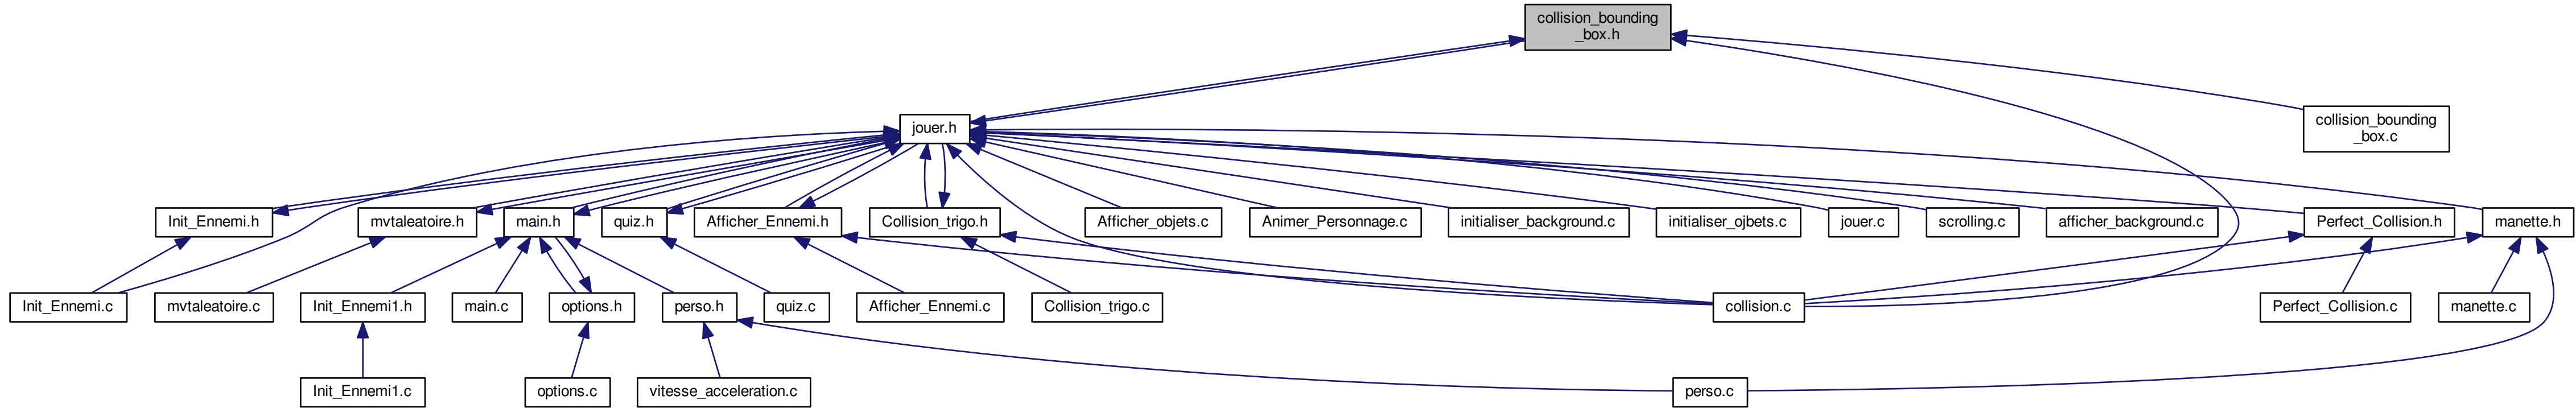 collision_bounding
_box.h
collision_bounding
_box.c
jouer.h
Init_Ennemi.h
mvtaleatoire.h
main.h
quiz.h
Afficher_Ennemi.h
Collision_trigo.h
Afficher_objets.c
Animer_Personnage.c
initialiser_background.c
initialiser_ojbets.c
jouer.c
scrolling.c
afficher_background.c
Perfect_Collision.h
manette.h
Init_Ennemi.c
mvtaleatoire.c
Init_Ennemi1.h
main.c
options.h
perso.h
quiz.c
Afficher_Ennemi.c
Collision_trigo.c
collision.c
Perfect_Collision.c
manette.c
Init_Ennemi1.c
options.c
vitesse_acceleration.c
perso.c